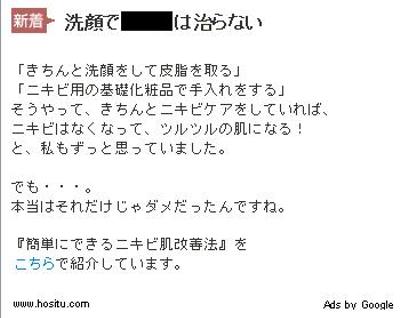 新着 洗顔で は治らない
「きちんと洗顔をして皮脂を取る」
「ニキビ用の基礎化粧品で手入れをする」
そうやって、きちんとニキビケアをしていれば、
ニキビはなくなって、ツルツルの肌になる！
と、私もずっと思っていました。
でも・・・。
本当はそれだけじゃダメだったんですね。
『簡単にできるニキビ肌改善法』を
こちらで紹介しています。
www.hositu.com Ads by Google